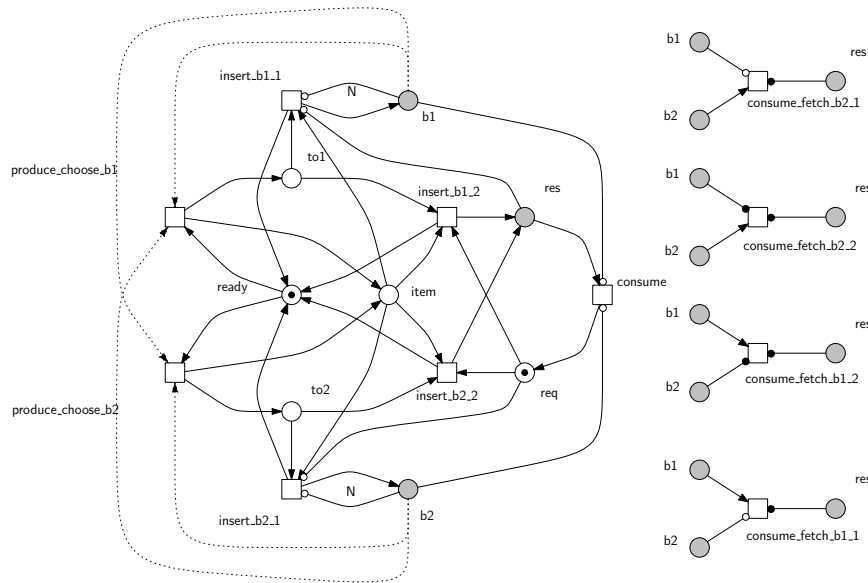 b1
res
b2
consume_fetch_b2_1
insert_b1_1
N
b1
produce_choose_b1
to1
insert_b1_2
res
b1
res
b2
consume_fetch_b2_2
ready
item
consume
b1
res
b2
consume_fetch_b1_2
produce_choose_b2
to2
insert_b2_2
req
insert_b2_1
N
b2
b1
res
b2
consume_fetch_b1_1